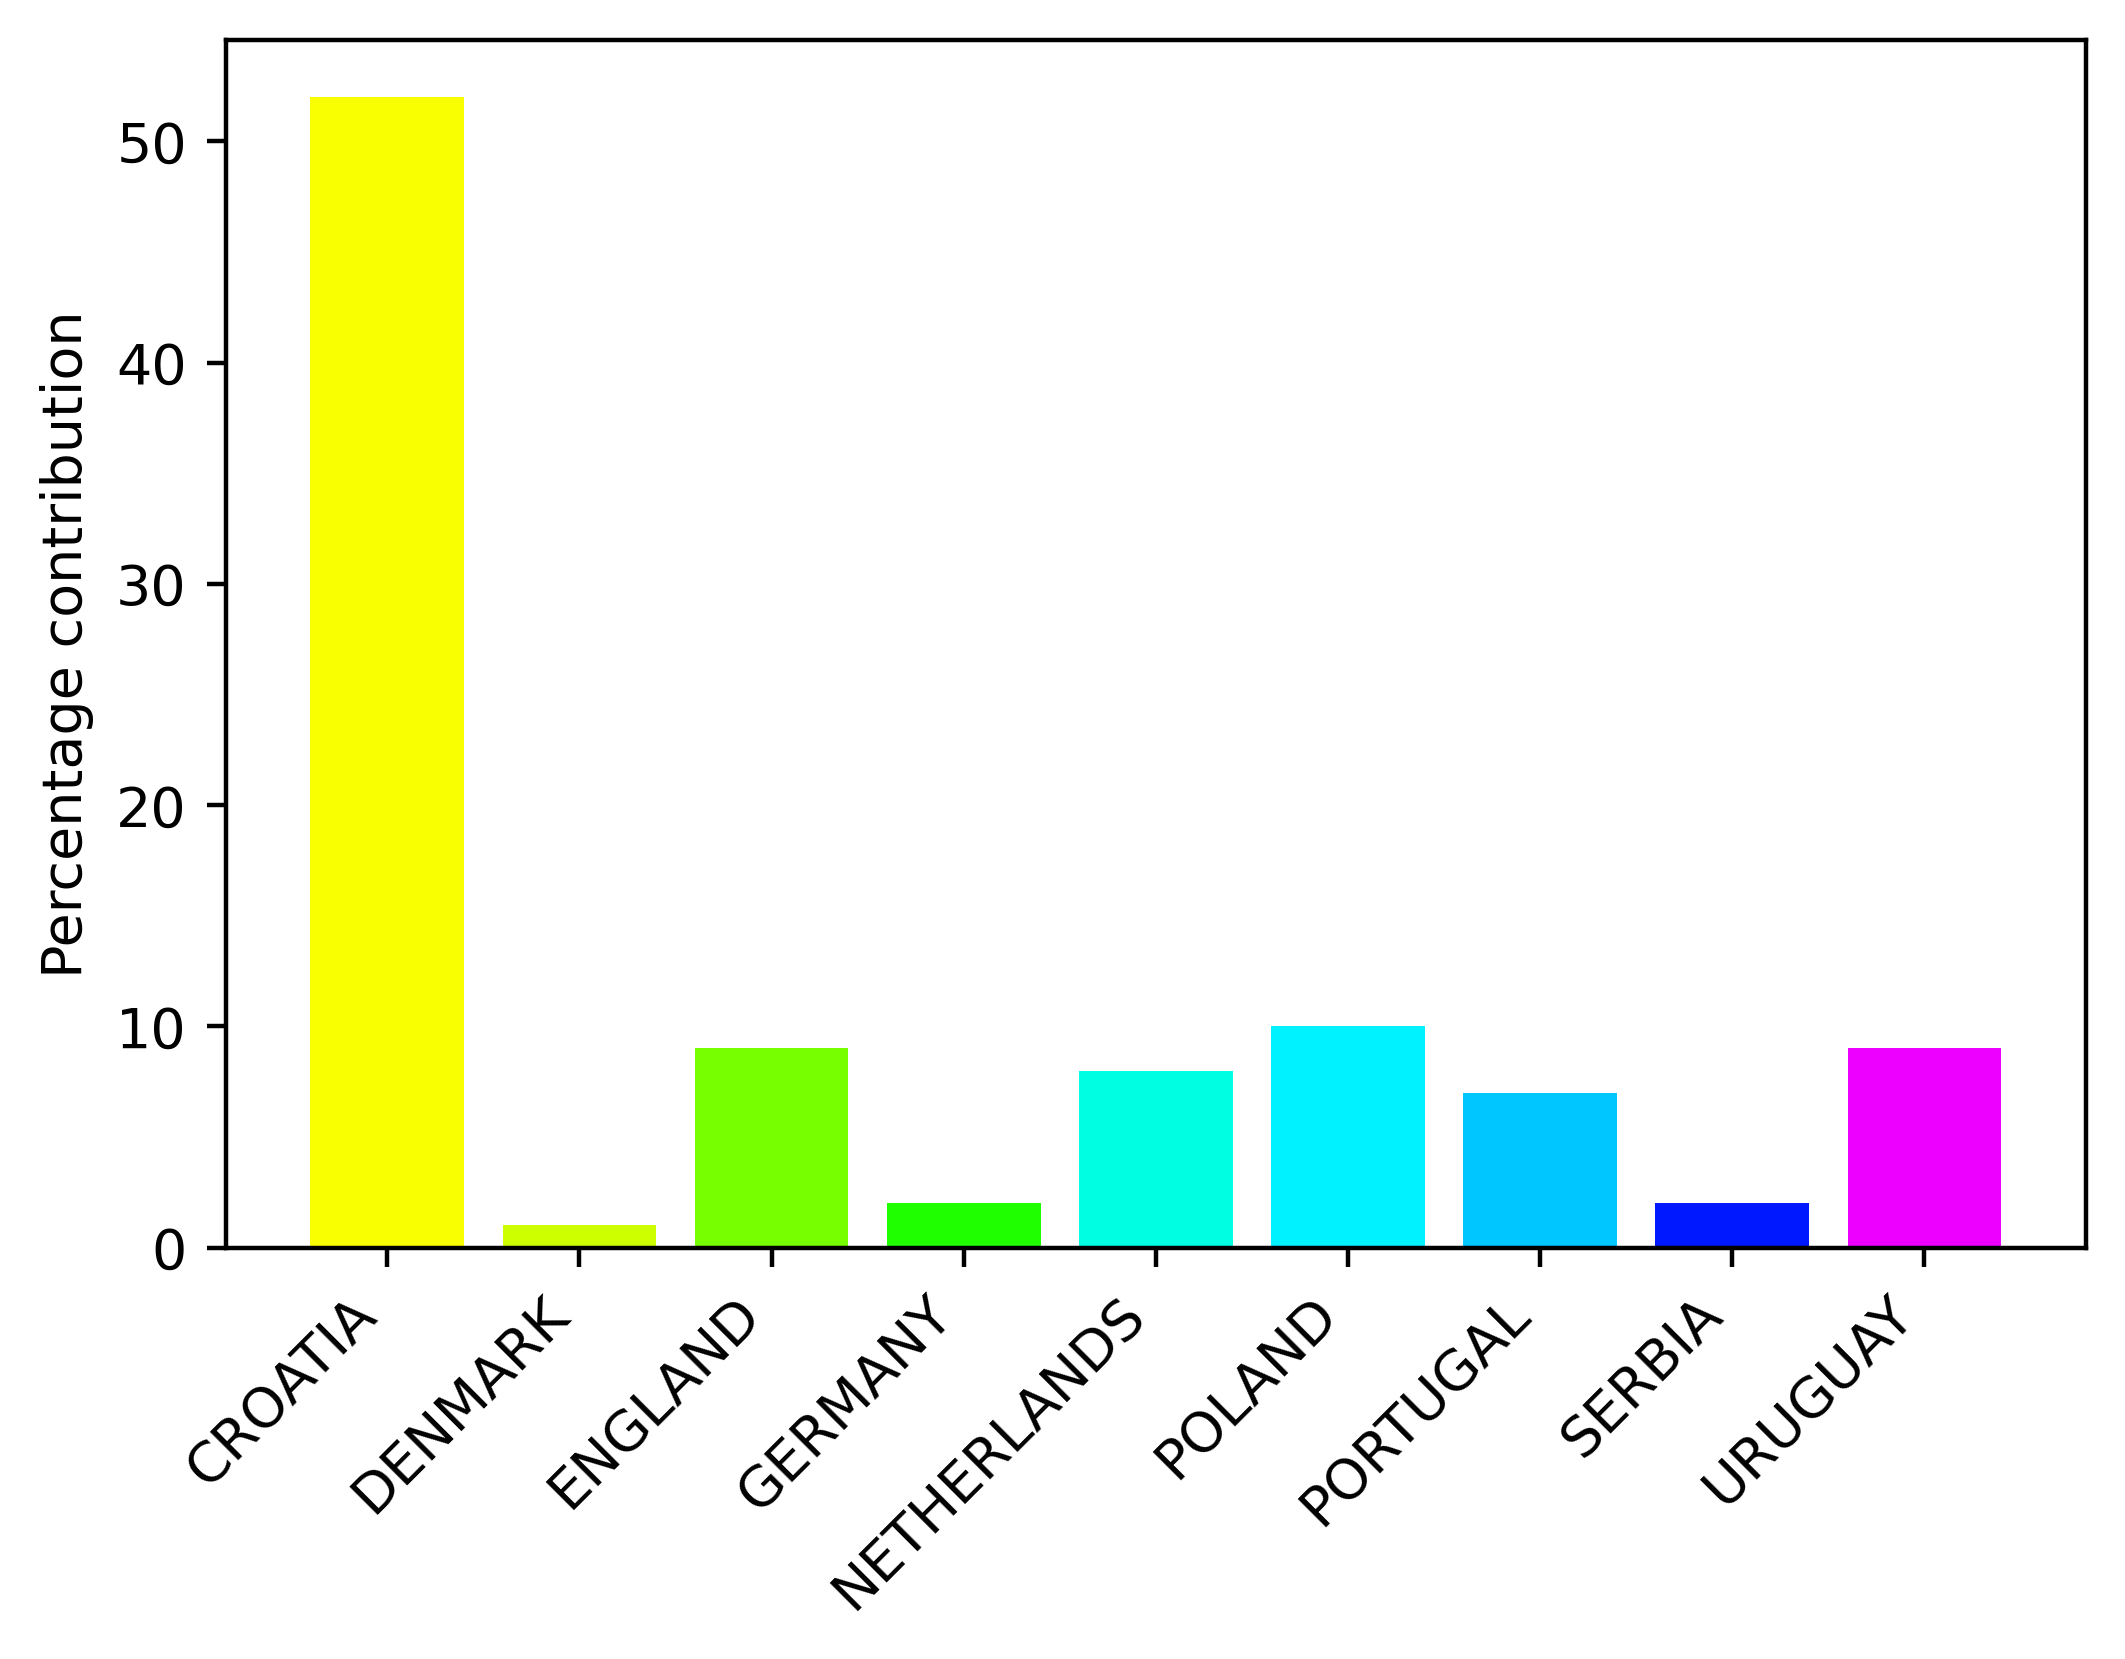 Percentage contribution
50
40
30
20
10
0
CROATIA
DENMARK
ENGLAND
GERMANY
NETHERLANDS
POLAND
PORTUGAL
SERBIA
URUGUAY